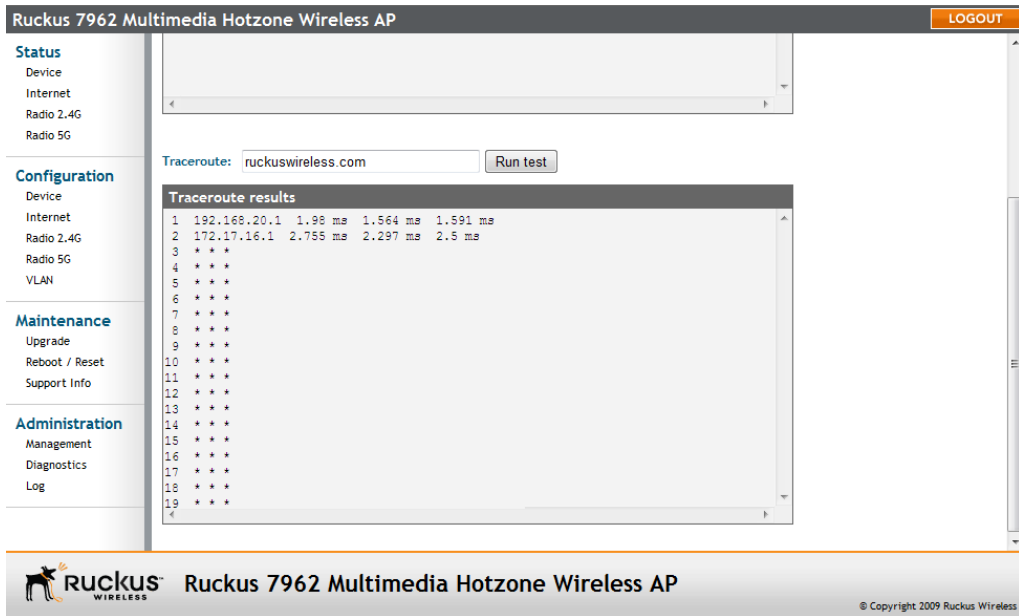 Ruckus 7962 Multimedia Hotzone Wireless AP
LOGOUT
Status
Device
Internet
Radio 2.4G
Radio 5G
Configuration
Device
Internet
Radio 2.4G
Radio 5G
VLAN
Maintenance
Upgrade
Reboot / Reset
Support Info
Administration
Management
Diagnostics
Log
Traceroute: ruckuswireless.com Run test
Traceroute results
1 192.168.20.1 1.98 ms 1.564 ms 1.591 ms
2 172.17.16.1 2.755 ms 2.297 ms 2.5 ms
3 * * *
4 * * *
5 * * *
6 * * *
7 * * *
8 * * *
9 * * *
10 * * *
11 * * *
12 * * *
13 * * *
14 * * *
15 * * *
16 * * *
17 * * *
18 * * *
19 * * *
RUCKUS WIRELESS
Ruckus 7962 Multimedia Hotzone Wireless AP
© Copyright 2009 Ruckus Wireless